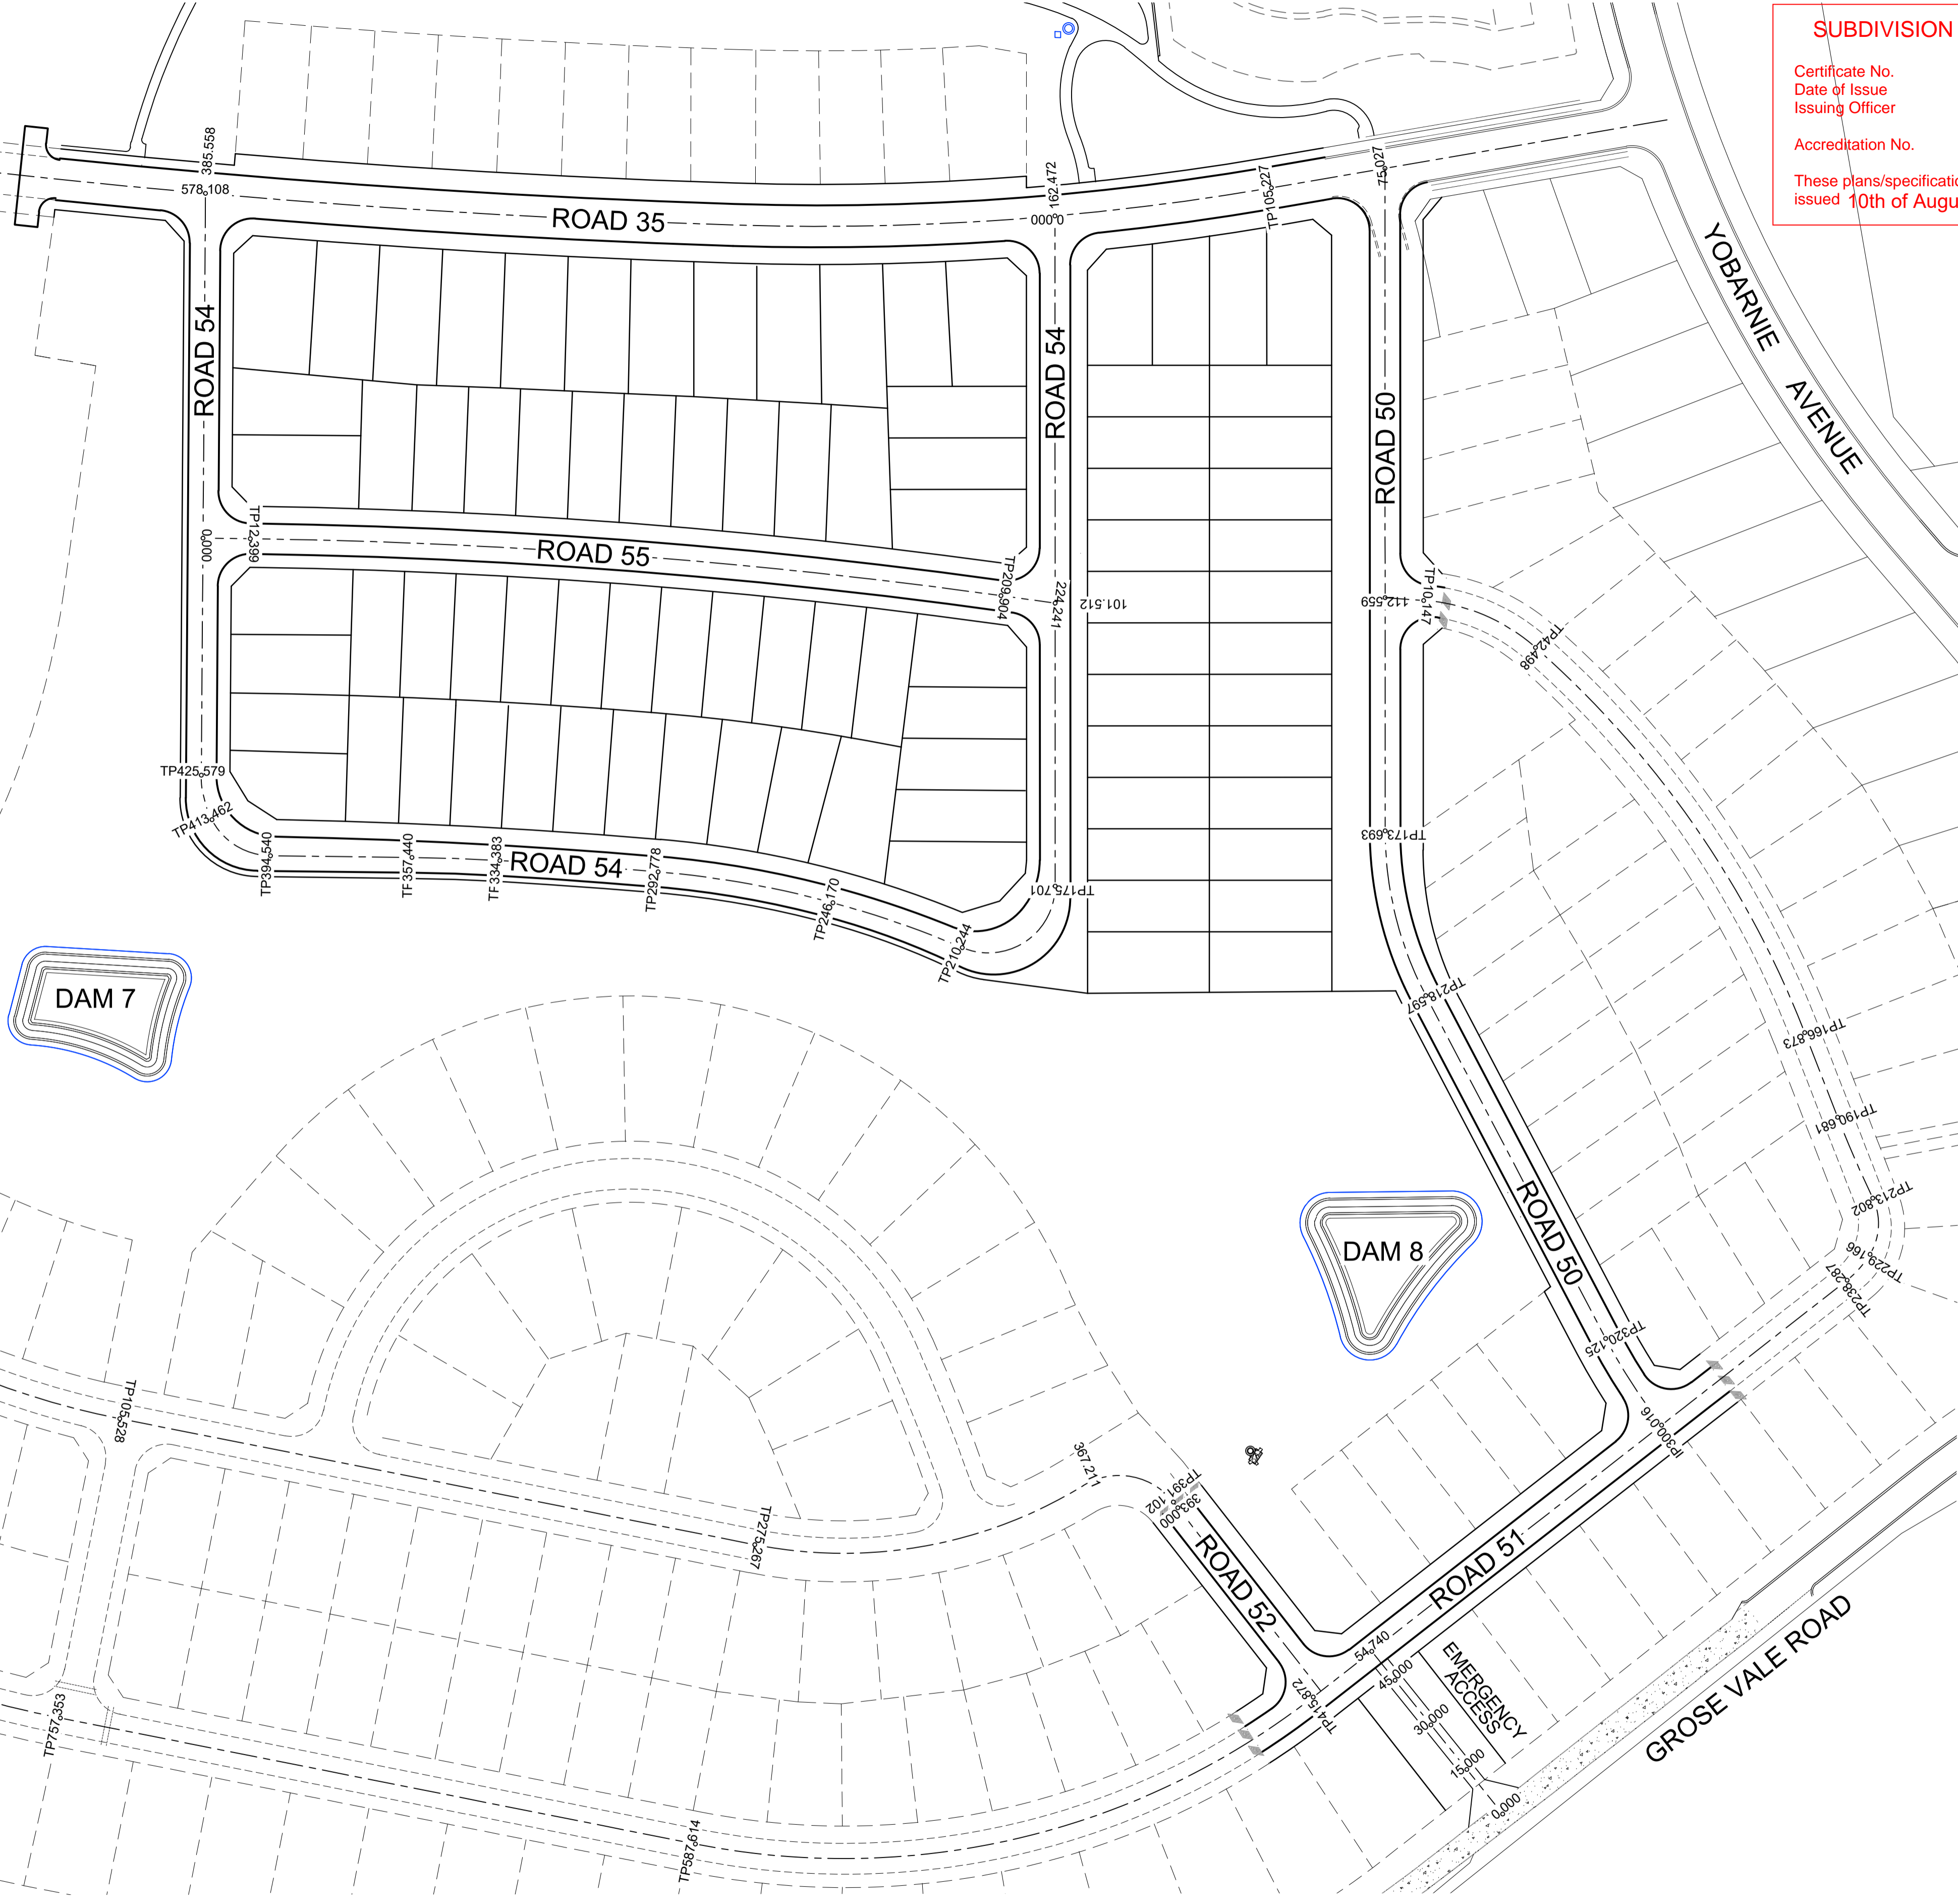 SUBDIVISION
Certificate No.
Date of Issue
Issuing Officer
Accreditation No.
These plans/specificatio
issued 10th of Augu
385.558
578.108
ROAD 35
162.472
0.000
TP105.227
75.027
YOBARNIE AVENUE
ROAD 54
ROAD 54
ROAD 50
0.000
TP12.399
ROAD 55
TP209.904
224.241
101.512
112.559
TP10.147
TP42.498
TP425.579
TP413.462
TP394.540
TP357.440
TP334.383
ROAD 54
TP292.778
TP246.170
TP210.244
TP175.701
TP173.693
TP218.597
TP166.873
TP190.681
TP213.802
TP229.166
TP238.287
DAM 7
DAM 8
ROAD 50
TP320.125
IP300.016
TP105.528
TP275.267
367.211
TP391.102
393.000
ROAD 52
ROAD 51
54.740
45.000
30.000
15.000
0.000
EMERGENCY
ACCESS
TP415.872
GROSE VALE ROAD
TP757.353
TP587.614